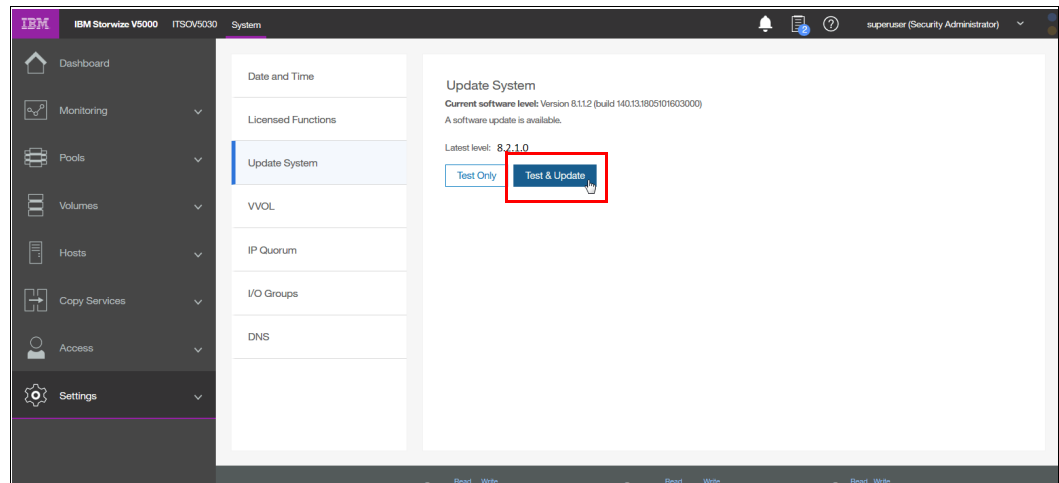 IBM IBM Storwize V5000 ITSOV5030 System 2 ? superuser (Security Administrator)
Dashboard
Monitoring
Pools
Volumes
Hosts
Copy Services
Access
Settings
Date and Time
Licensed Functions
Update System
VVOL
IP Quorum
I/O Groups
DNS
Update System
Current software level: Version 8.1.1.2 (build 140.13.1805101603000)
A software update is available.
Latest level: 8.2.1.0
Test Only Test & Update
Read Write Read Write Read Write